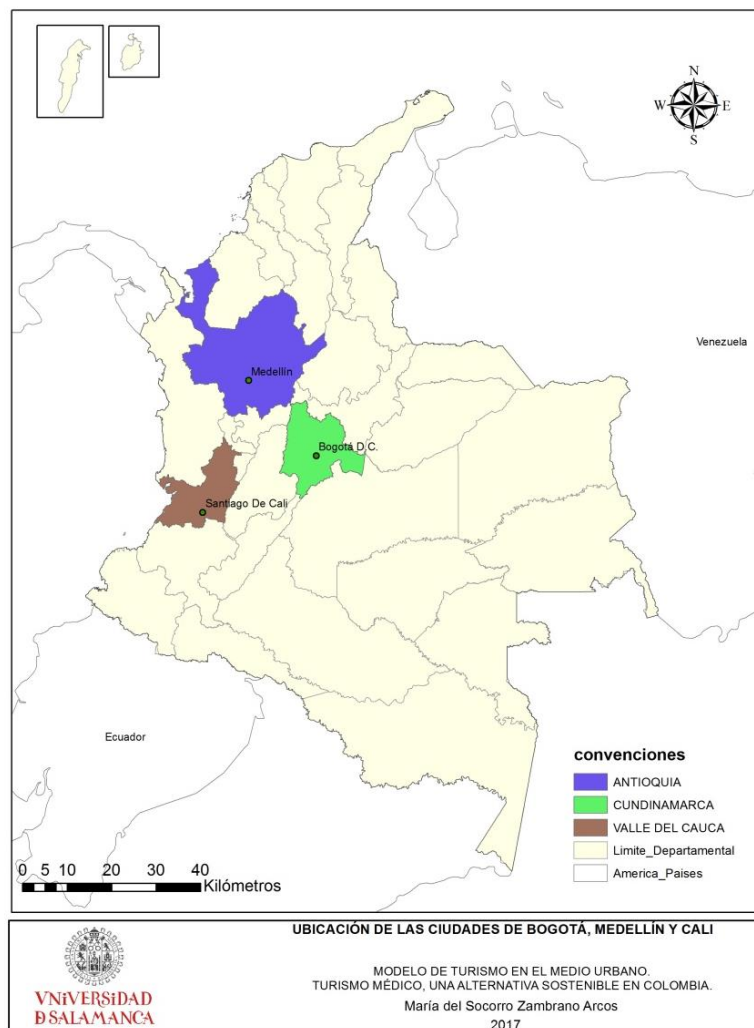 N
W E
S
Venezuela
Medellín
Bogotá D.C.
Santiago De Cali
Ecuador
convenciones
ANTIOQUIA
CUNDINAMARCA
VALLE DEL CAUCA
Limite_Departamental
America_Paises
0 5 10 20 30 40
Kilómetros
UBICACIÓN DE LAS CIUDADES DE BOGOTÁ, MEDELLÍN Y CALI
MODELO DE TURISMO EN EL MEDIO URBANO.
TURISMO MÉDICO, UNA ALTERNATIVA SOSTENIBLE EN COLOMBIA.
María del Socorro Zambrano Arcos
2017
VNiVERSiDAD
D SALAMANCA